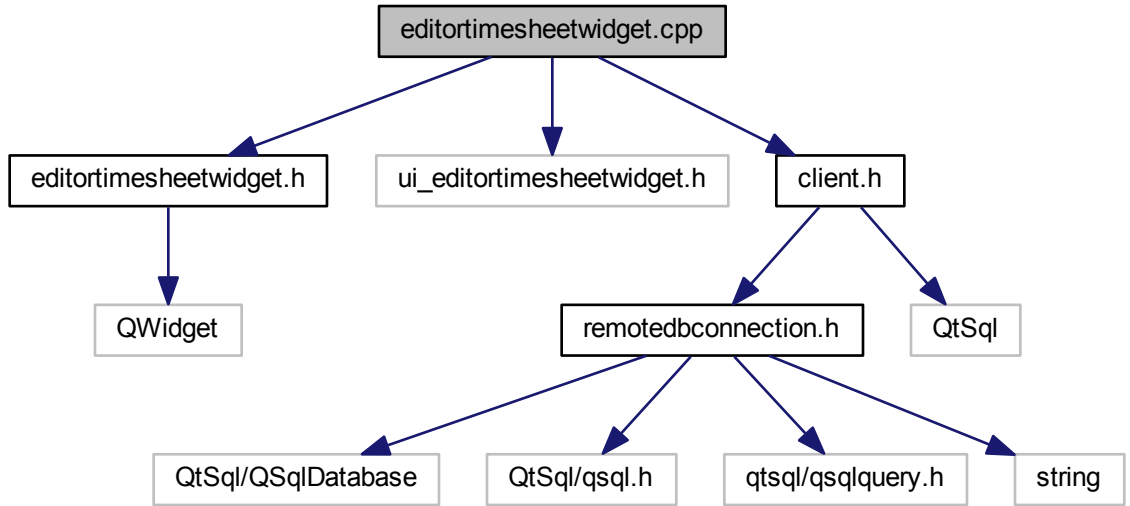 editortimesheetwidget.cpp
editortimesheetwidget.h
ui_editortimesheetwidget.h
client.h
QWidget
remotedbconnection.h
QtSql
QtSql/QSqlDatabase
QtSql/qsql.h
qtsql/qsqlquery.h
string